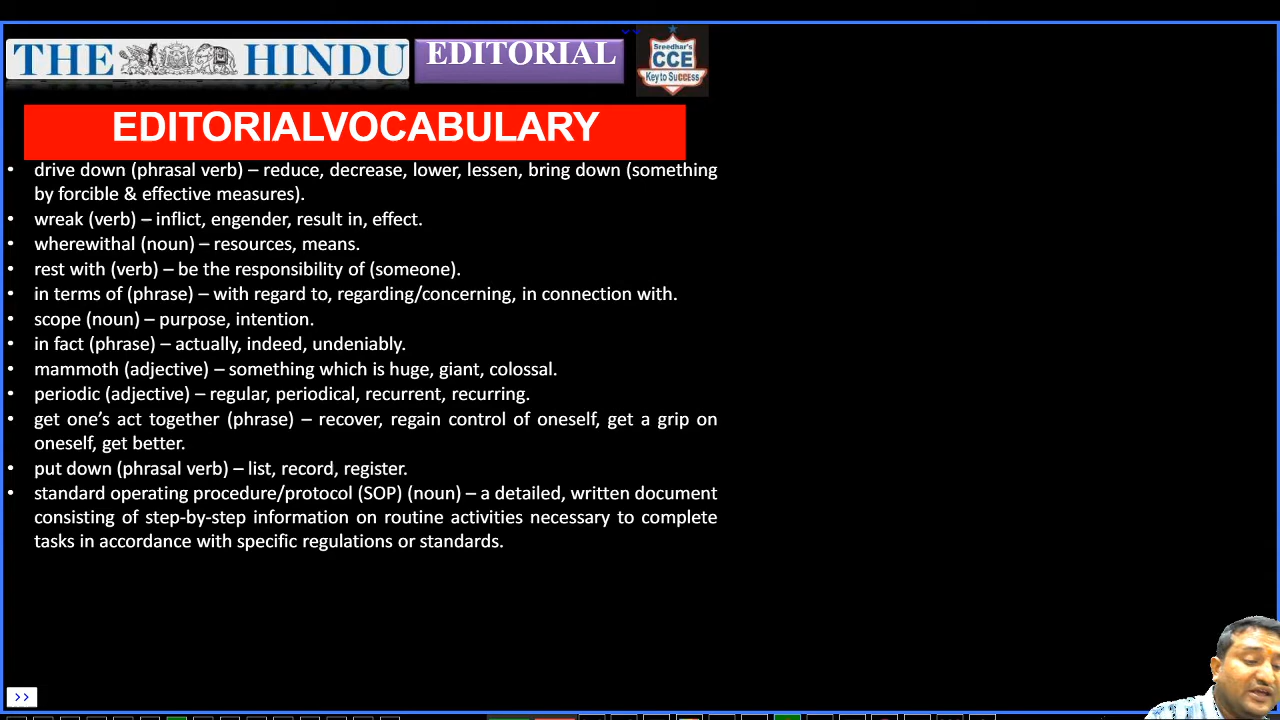 THE HINDU
EDITORIAL
Sreedhar's
CCE
Key to Success
EDITORIALVOCABULARY
• drive down (phrasal verb) – reduce, decrease, lower, lessen, bring down (something
by forcible & effective measures).
• wreak (verb) – inflict, engender, result in, effect.
• wherewithal (noun) – resources, means.
• rest with (verb) – be the responsibility of (someone).
• in terms of (phrase) – with regard to, regarding/concerning, in connection with.
• scope (noun) – purpose, intention.
• in fact (phrase) – actually, indeed, undeniably.
• mammoth (adjective) – something which is huge, giant, colossal.
• periodic (adjective) – regular, periodical, recurrent, recurring.
• get one’s act together (phrase) – recover, regain control of oneself, get a grip on
oneself, get better.
• put down (phrasal verb) – list, record, register.
• standard operating procedure/protocol (SOP) (noun) – a detailed, written document
consisting of step-by-step information on routine activities necessary to complete
tasks in accordance with specific regulations or standards.
>>